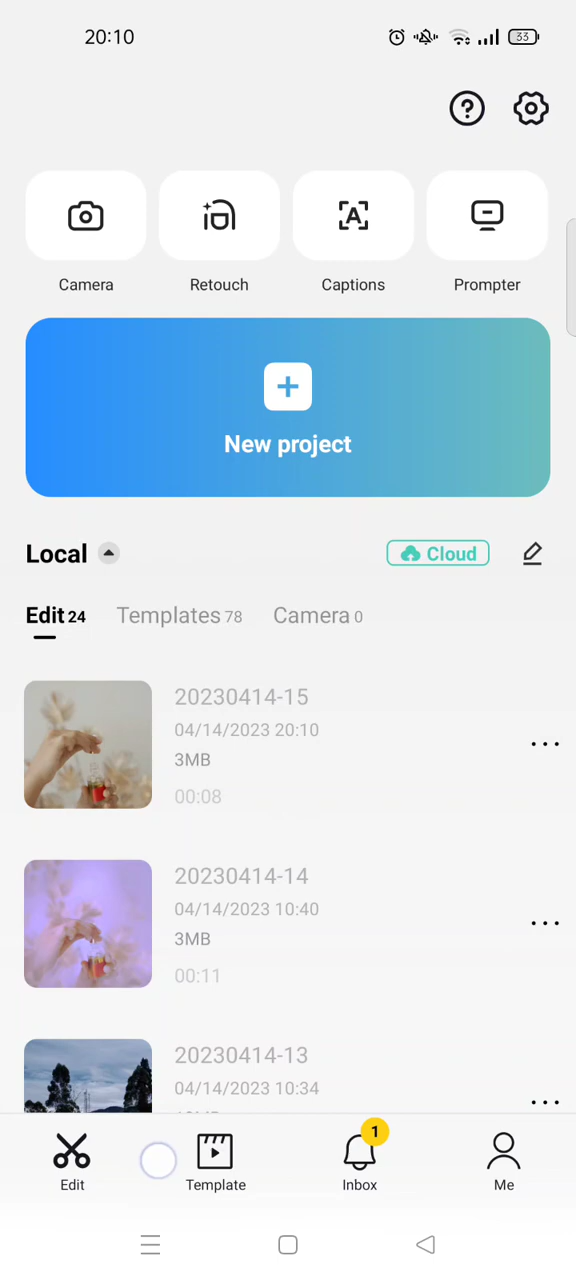 20:10
33
Camera
Retouch
Captions
Prompter
New project
Local
Cloud
Edit 24
Templates 78
Camera 0
20230414-15
04/14/2023 20:10
3MB
00:08
20230414-14
04/14/2023 10:40
3MB
00:11
20230414-13
04/14/2023 10:34
1
Edit
Template
Inbox
Me